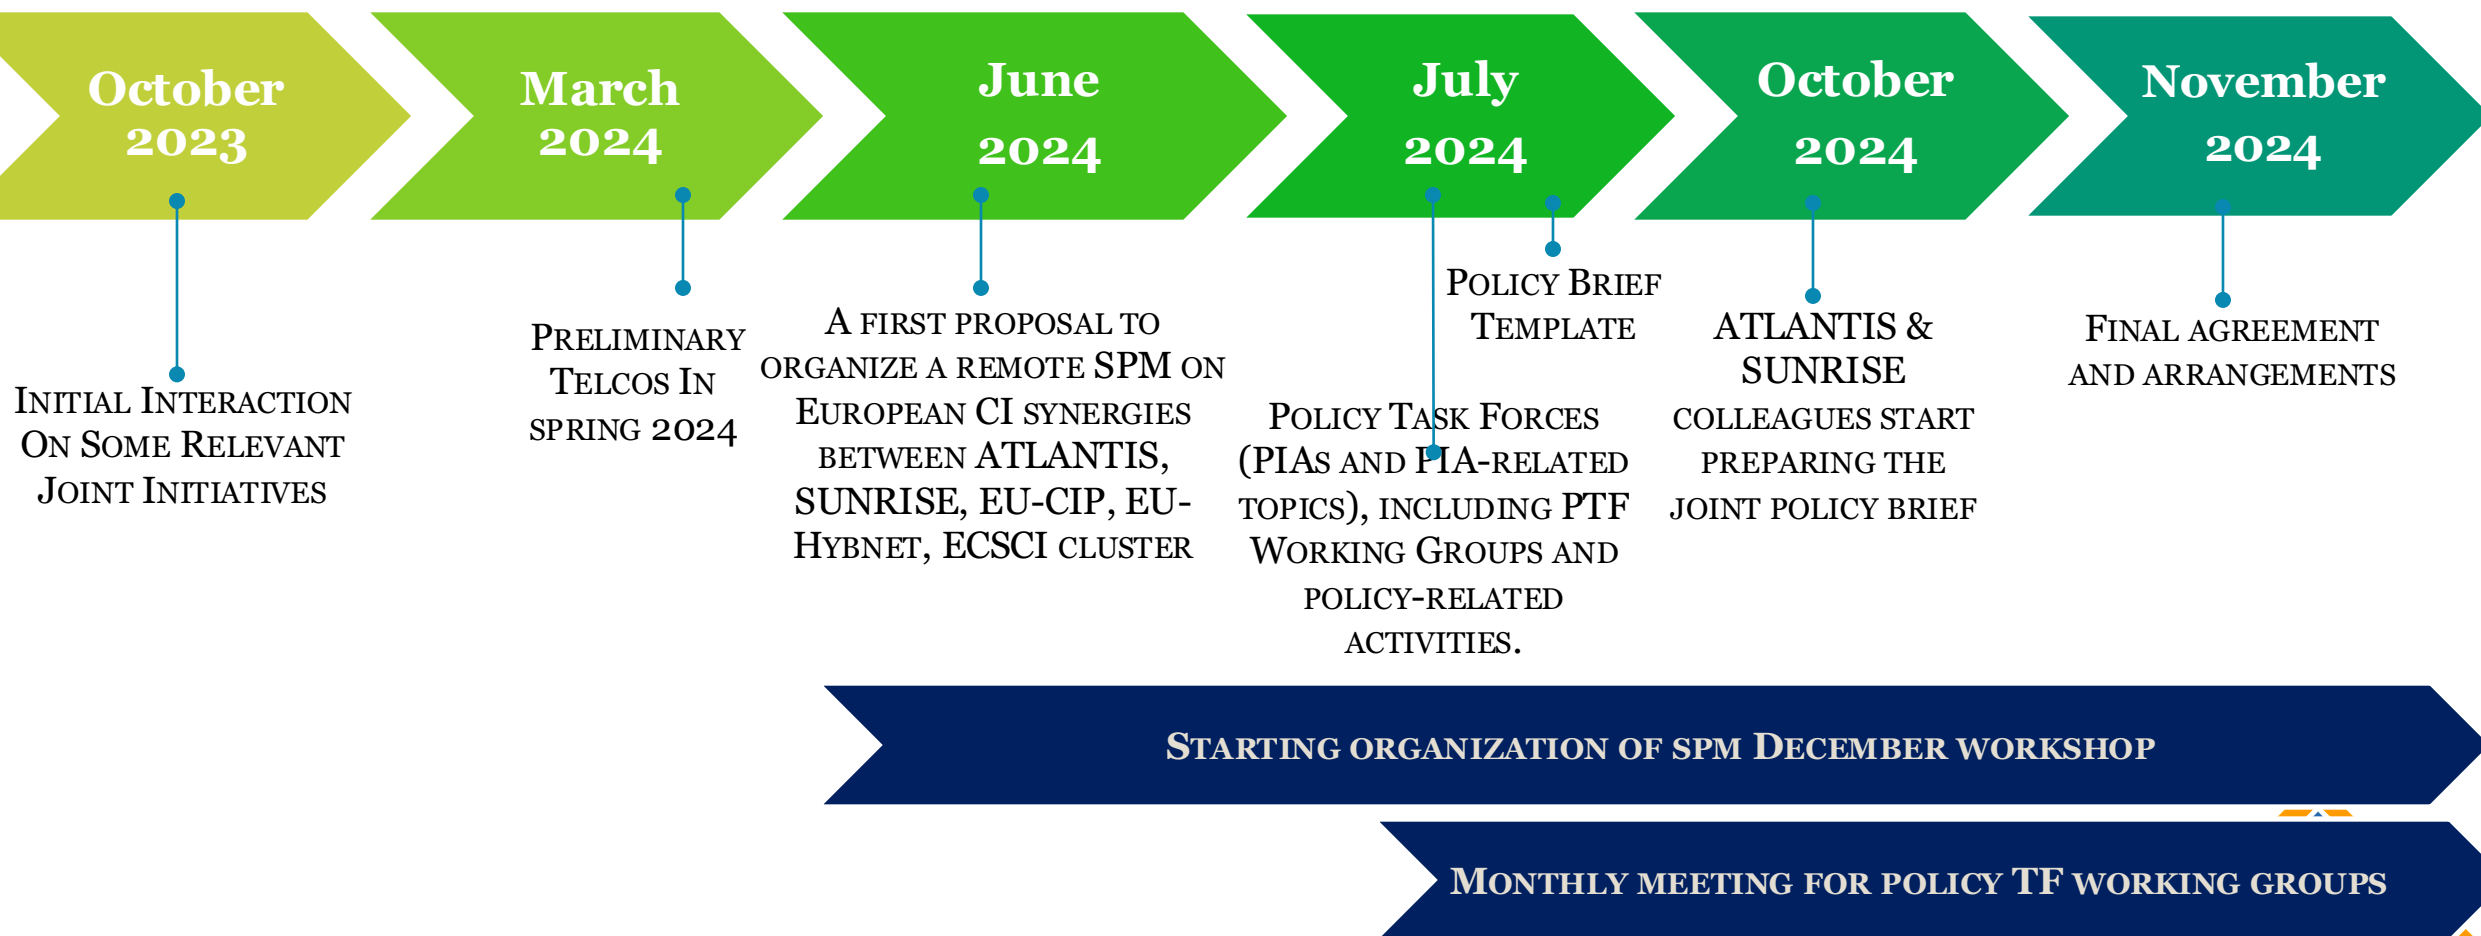 October
2023
March
2024
June
2024
July
2024
October
2024
November
2024
Initial Interaction
On Some Relevant
Joint Initiatives
Preliminary
Telcos In
spring 2024
A first proposal to
organize a remote SPM on
European CI synergies
between ATLANTIS,
SUNRISE, EU-CIP, EU-
Hybnet, ECSCI cluster
Policy Brief
Template
Policy Task Forces
(PIAs and PIA-related
topics), including PTF
Working Groups and
policy-related
activities.
ATLANTIS &
SUNRISE
colleagues start
preparing the
joint policy brief
Final agreement
and arrangements
Starting organization of spm December workshop
Monthly meeting for policy TF working groups